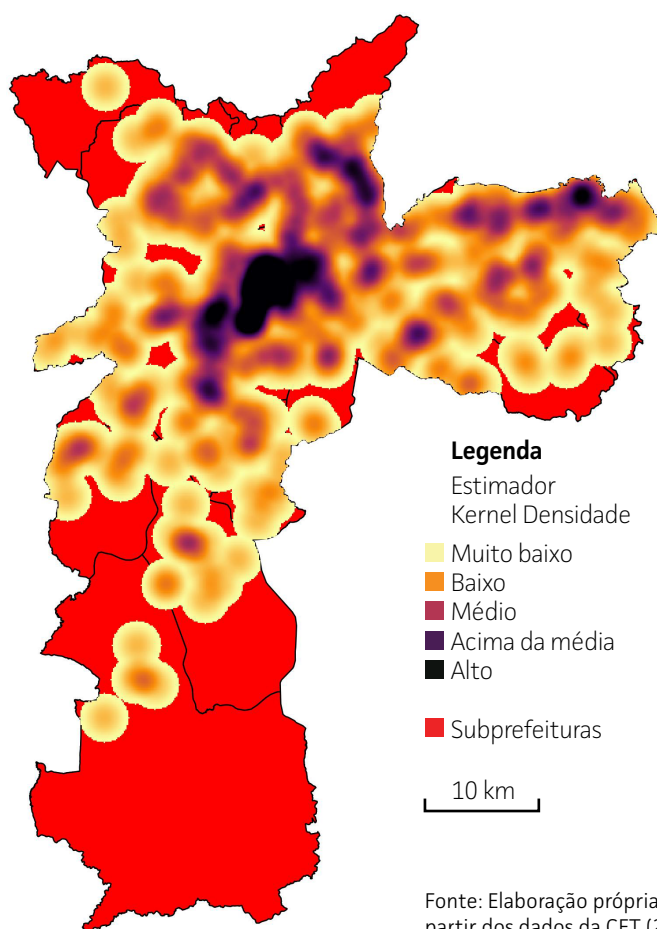 Legenda
Estimador
Kernel Densidade
Muito baixo
Baixo
Médio
Acima da média
Alto
Subprefeituras
10 km
Fonte: Elaboração própria
partir dos dados da CET